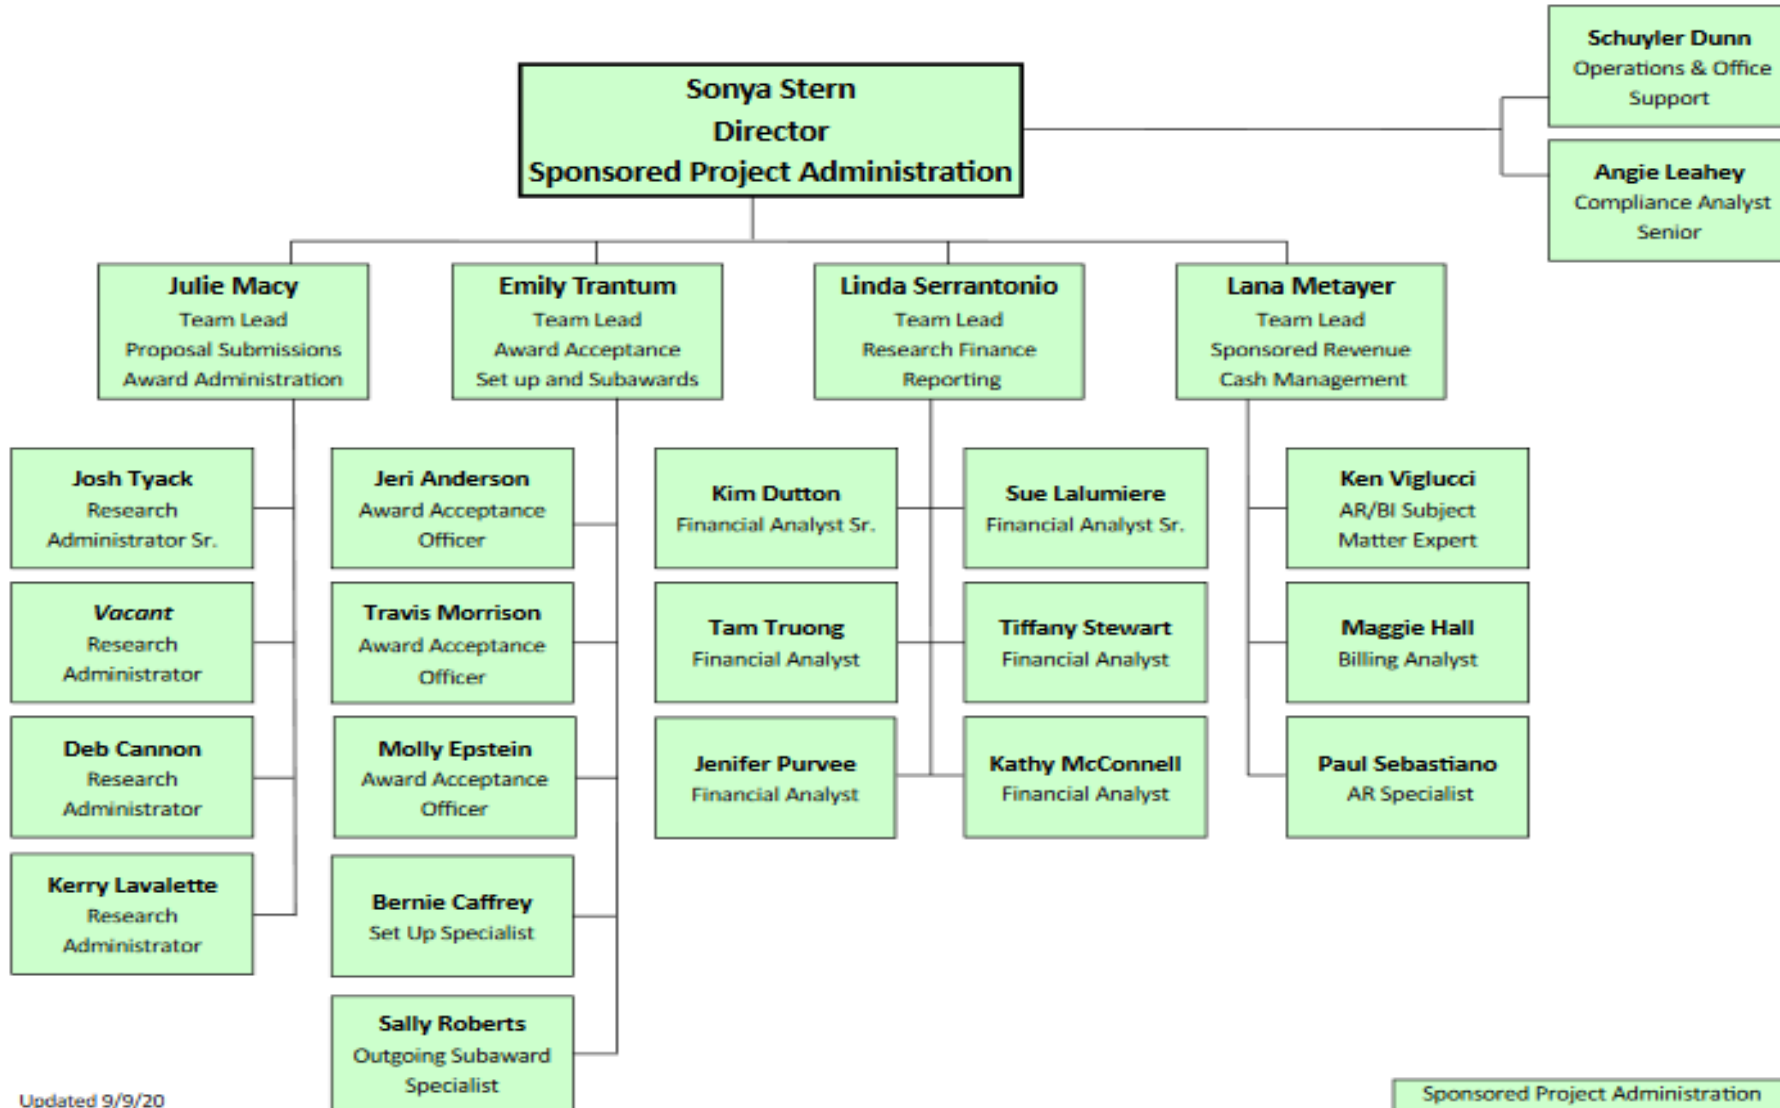 Schuyler Dunn
Operations & Office
Support
Sonya Stern
Director
Sponsored Project Administration
Angie Leahey
Compliance Analyst
Senior
Julie Macy
Team Lead
Proposal Submissions
Award Administration
Emily Trantum
Team Lead
Award Acceptance
Set up and Subawards
Linda Serrantonio
Team Lead
Research Finance
Reporting
Lana Metayer
Team Lead
Sponsored Revenue
Cash Management
Josh Tyack
Research
Administrator Sr.
Vacant
Research
Administrator
Deb Cannon
Research
Administrator
Kerry Lavalette
Research
Administrator
Jeri Anderson
Award Acceptance
Officer
Travis Morrison
Award Acceptance
Officer
Molly Epstein
Award Acceptance
Officer
Bernie Caffrey
Set Up Specialist
Sally Roberts
Outgoing Subaward
Specialist
Kim Dutton
Financial Analyst Sr.
Tam Truong
Financial Analyst
Jenifer Purvee
Financial Analyst
Sue Lalumiere
Financial Analyst Sr.
Tiffany Stewart
Financial Analyst
Kathy McConnell
Financial Analyst
Ken Viglucci
AR/BI Subject
Matter Expert
Maggie Hall
Billing Analyst
Paul Sebastiano
AR Specialist
Updated 9/9/20
Sponsored Project Administration